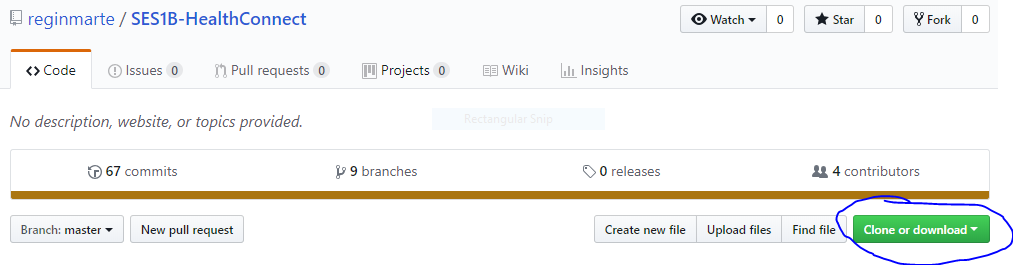 reginmarte / SES1B-HealthConnect Watch 0 Star 0 Fork 0
Code Issues 0 Pull requests 0 Projects 0 Wiki Insights
No description, website, or topics provided. Rectangular Snip
67 commits 9 branches 0 releases 4 contributors
Branch: master New pull request Create new file Upload files Find file Clone or download